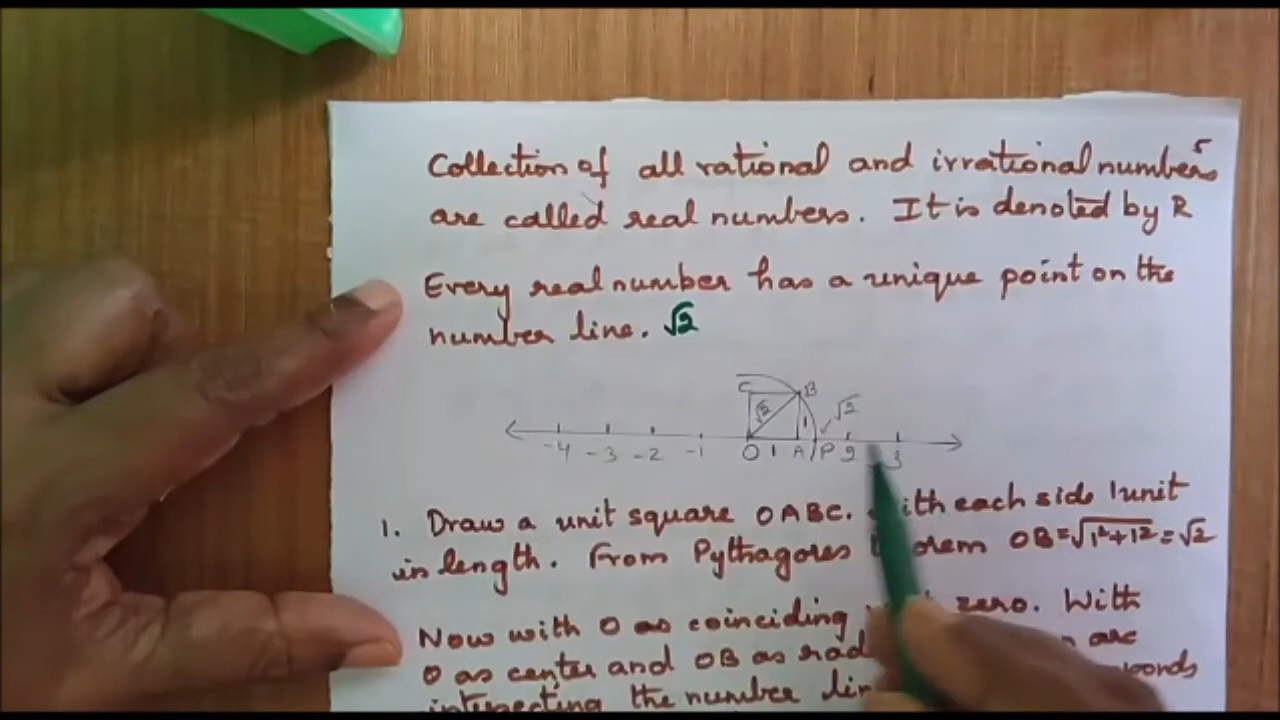 Collection of all rational and irrational numbers
are called real numbers. It is denoted by R
Every real number has a unique point on the
number line. √2
C B
√2 1 √2
-4 -3 -2 -1 O 1 A P 2 3
1. Draw a unit square OABC. with each side 1unit
in length. From Pythagores OB=√1²+1²=√2
Now with O as coinciding zero. With
O as center and OB as arc
intersecting the number